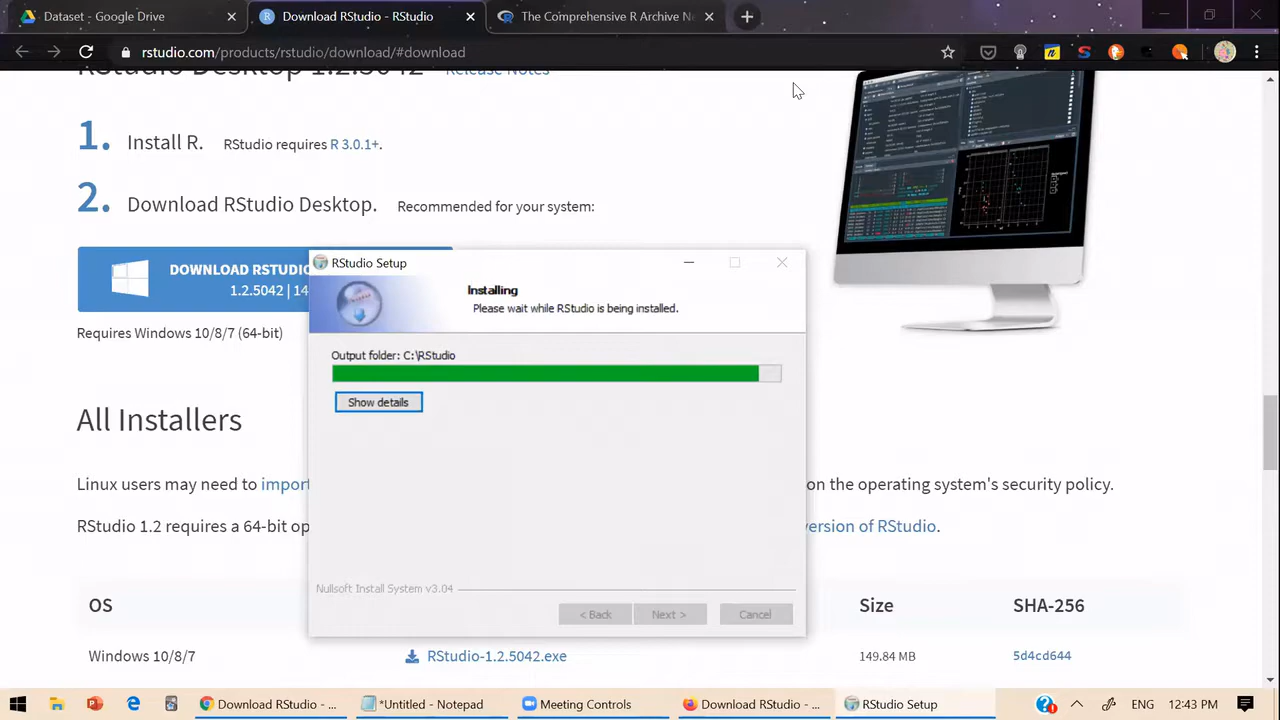 Dataset - Google Drive
Download RStudio - RStudio
The Comprehensive R Archive Ne
rstudio.com/products/rstudio/download/#download
RStudio Desktop 1.2.5042 - Release Notes
1. Install R. RStudio requires R 3.0.1+.
2. Download RStudio Desktop. Recommended for your system:
DOWNLOAD RSTUDIO
1.2.5042 | 14
Requires Windows 10/8/7 (64-bit)
RStudio Setup
Installing
Please wait while RStudio is being installed.
Output folder: C:\RStudio
Show details
Nullsoft Install System v3.04
< Back
Next >
Cancel
All Installers
Linux users may need to import on the operating system's security policy.
RStudio 1.2 requires a 64-bit op version of RStudio.
OS Size SHA-256
Windows 10/8/7 RStudio-1.2.5042.exe 149.84 MB 5d4cd644
Download RStudio - ...
*Untitled - Notepad
Meeting Controls
Download RStudio - ...
RStudio Setup
ENG
12:43 PM